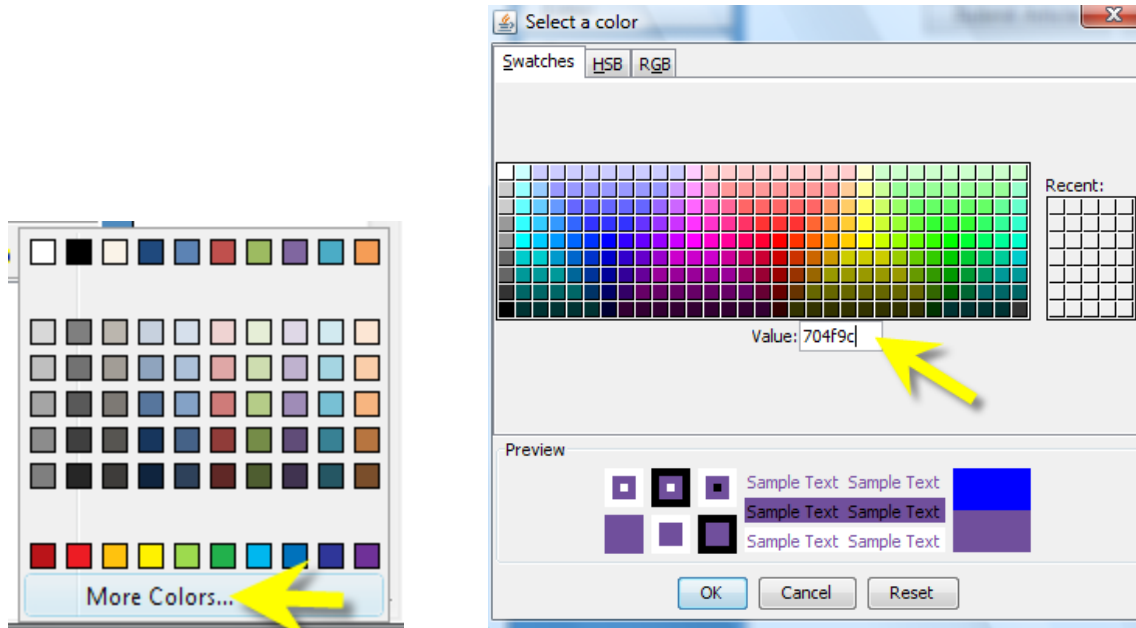 More Colors...
Select a color
Swatches HSB RGB
Recent:
Value: 704f9c
Preview
Sample Text Sample Text
Sample Text Sample Text
Sample Text Sample Text
OK Cancel Reset